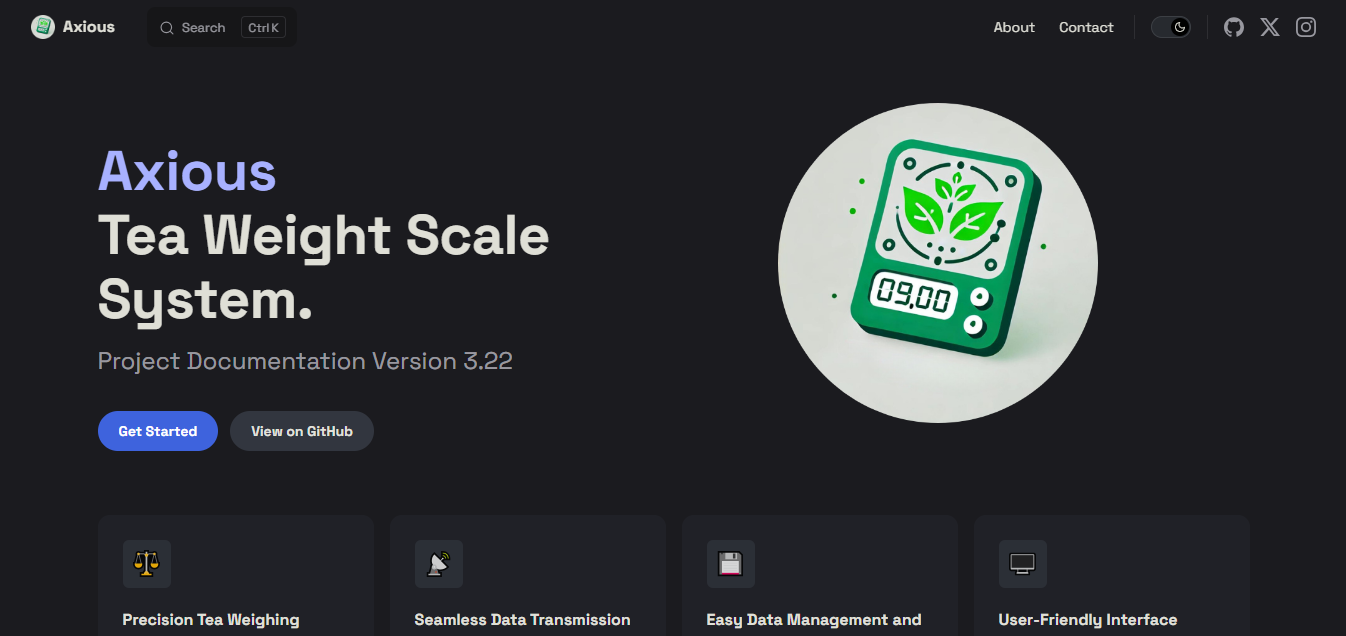 Axious
Search
Ctrl K
About
Contact
Axious
Tea Weight Scale
System.
Project Documentation Version 3.22
09.00
Get Started
View on GitHub
Precision Tea Weighing
Seamless Data Transmission
Easy Data Management and
User-Friendly Interface